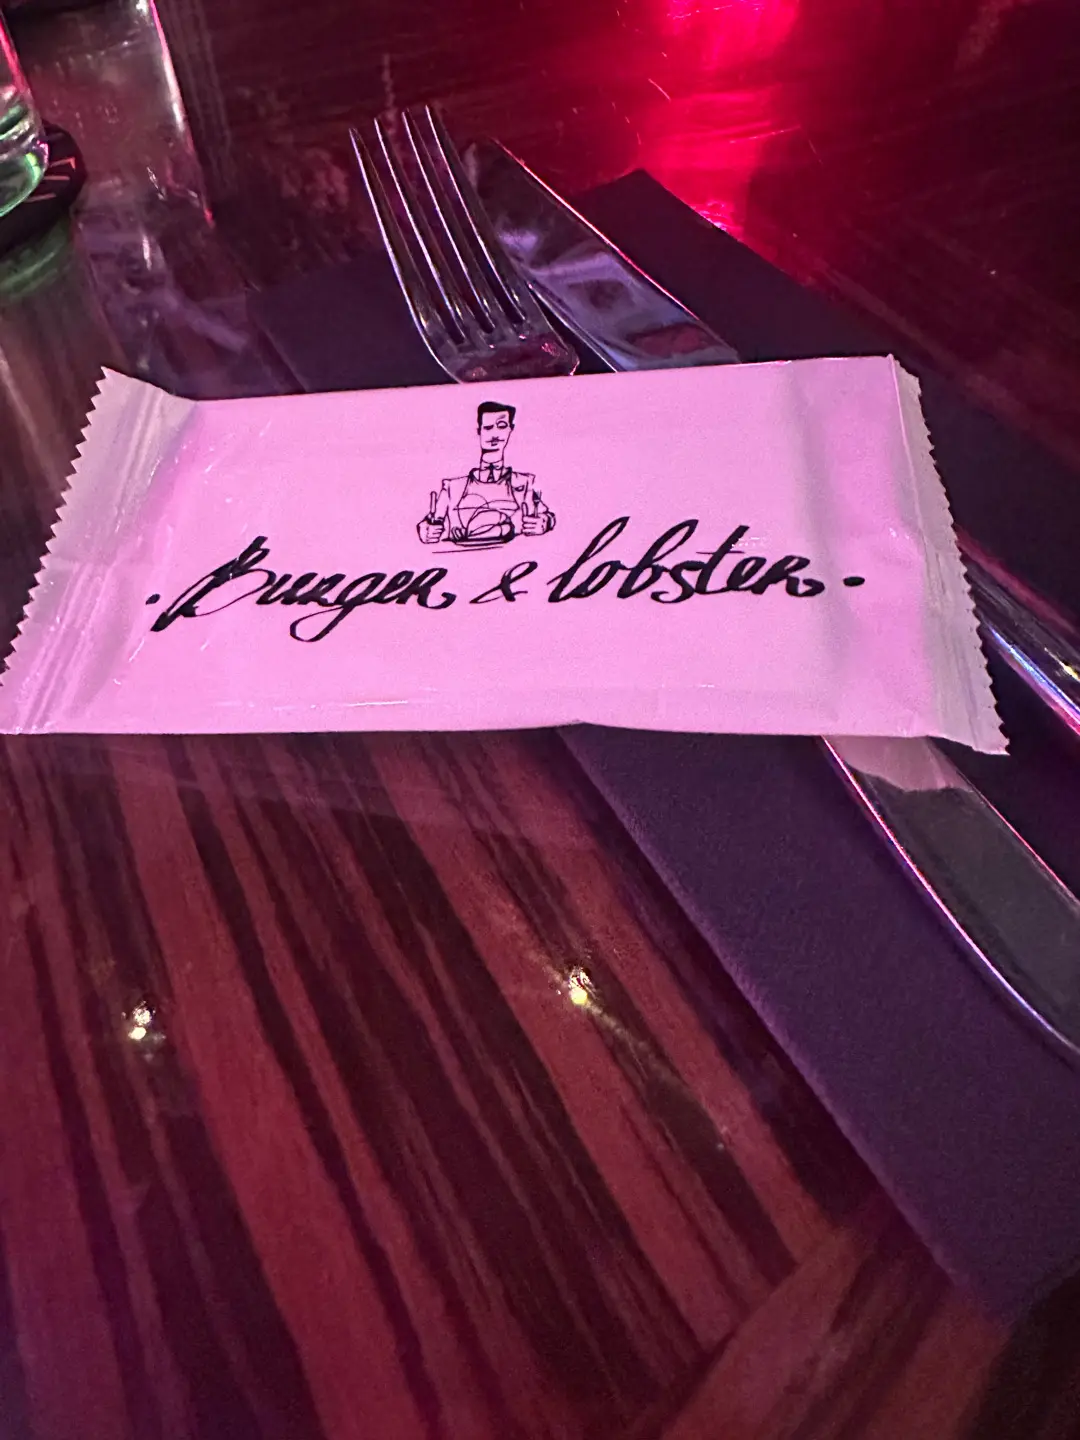 . Burger & lobster .